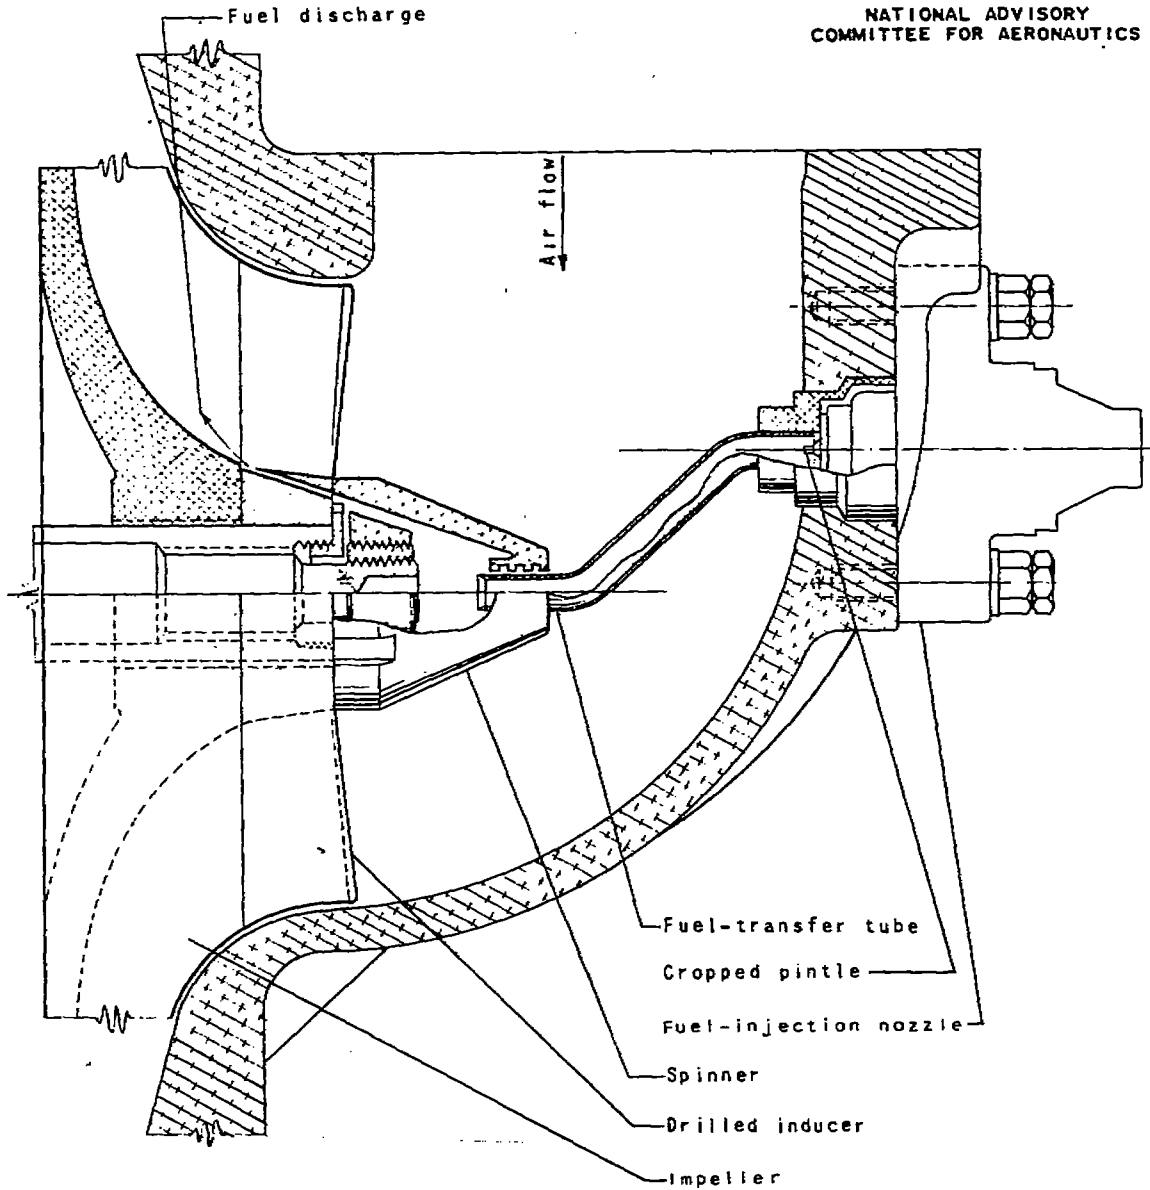 Fuel discharge
NATIONAL ADVISORY
COMMITTEE FOR AERONAUTICS
Air flow
Fuel-transfer tube
Cropped pintle
Fuel-injection nozzle
Spinner
Drilled inducer
Impeller